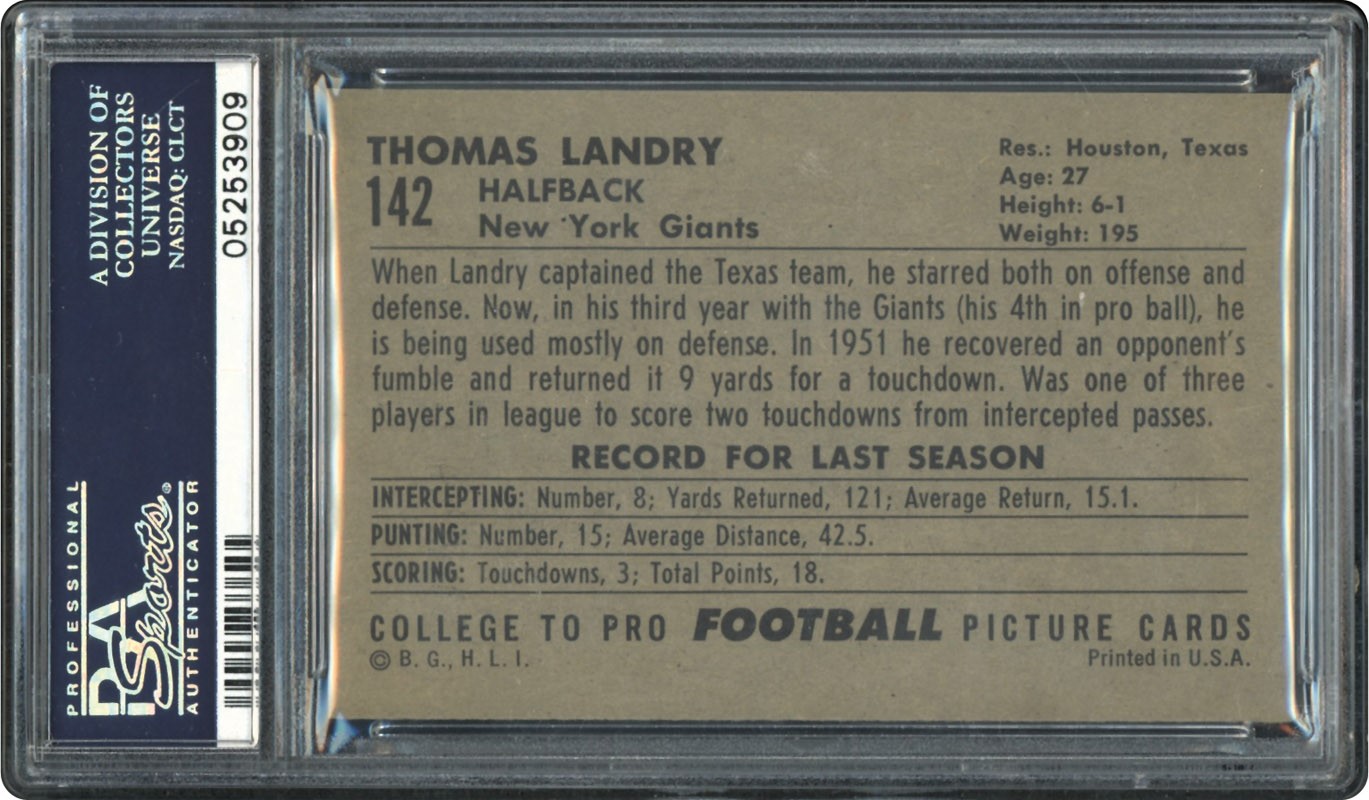 A DIVISION OF
COLLECTORS
UNIVERSE
NASDAQ: CLCT
05253909
PROFESSIONAL
PSA
Sports®
AUTHENTICATOR
THOMAS LANDRY
142
HALFBACK
New York Giants
Res.: Houston, Texas
Age: 27
Height: 6-1
Weight: 195
When Landry captained the Texas team, he starred both on offense and
defense. Now, in his third year with the Giants (his 4th in pro ball), he
is being used mostly on defense. In 1951 he recovered an opponent's
fumble and returned it 9 yards for a touchdown. Was one of three
players in league to score two touchdowns from intercepted passes.
RECORD FOR LAST SEASON
INTERCEPTING: Number, 8; Yards Returned, 121; Average Return, 15.1.
PUNTING: Number, 15; Average Distance, 42.5.
SCORING: Touchdowns, 3; Total Points, 18.
COLLEGE TO PRO FOOTBALL PICTURE CARDS
© B. G., H. L. I.
Printed in U.S.A.